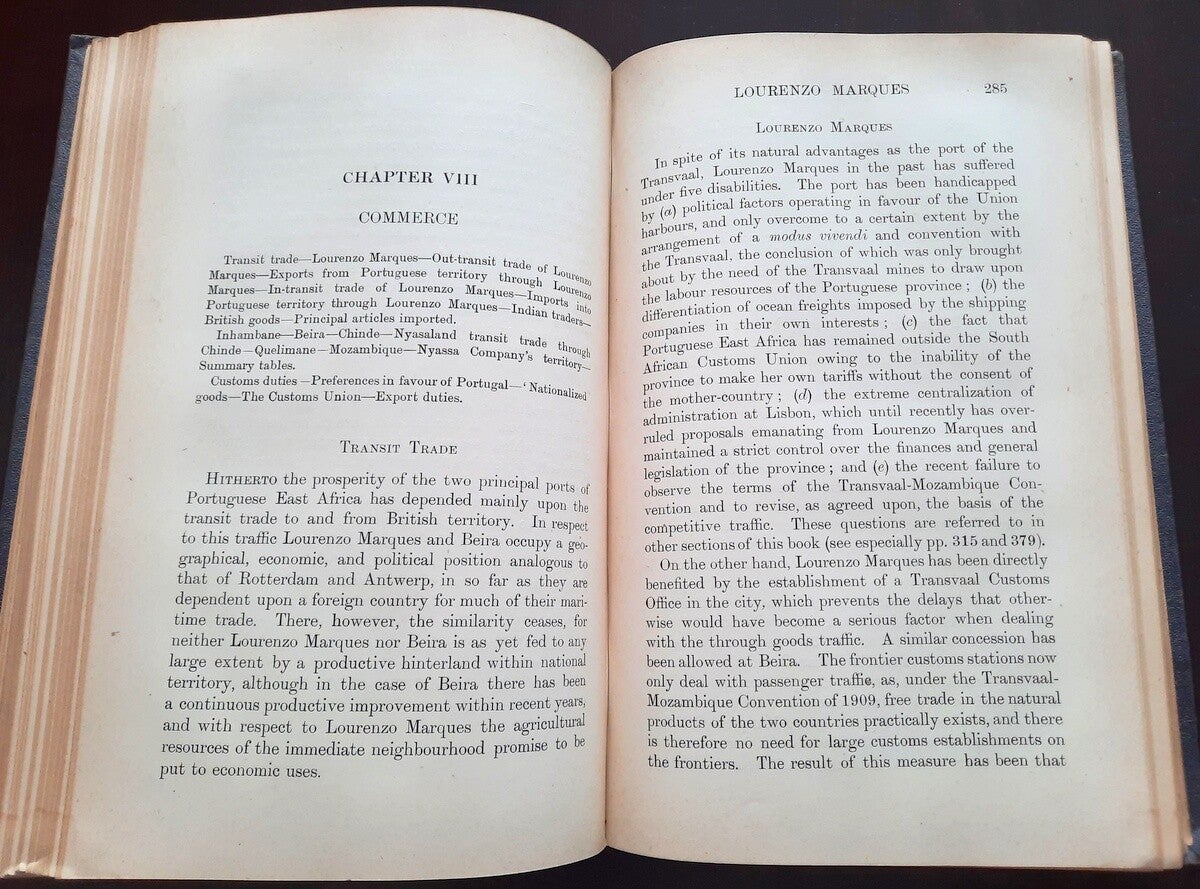 CHAPTER VIII
COMMERCE
Transit trade—Lourenzo Marques—Out-transit trade of Lourenzo
Marques—Exports from Portuguese territory through Lourenzo
Marques—In-transit trade of Lourenzo Marques—Imports into
Portuguese territory through Lourenzo Marques—Indian traders—
British goods—Principal articles imported.
Inhambane—Beira—Chinde—Nyasaland transit trade through
Chinde—Quelimane—Mozambique—Nyassa Company's territory—
Summary tables.
Customs duties—Preferences in favour of Portugal—'Nationalized'
goods—The Customs Union—Export duties.
TRANSIT TRADE
HITHERTO the prosperity of the two principal ports of
Portuguese East Africa has depended mainly upon the
transit trade to and from British territory. In respect
to this traffic Lourenzo Marques and Beira occupy a geo-
graphical, economic, and political position analogous to
that of Rotterdam and Antwerp, in so far as they are
dependent upon a foreign country for much of their mari-
time trade. There, however, the similarity ceases, for
neither Lourenzo Marques nor Beira is as yet fed to any
large extent by a productive hinterland within national
territory, although in the case of Beira there has been
a continuous productive improvement within recent years,
and with respect to Lourenzo Marques the agricultural
resources of the immediate neighbourhood promise to be
put to economic uses.
LOURENZO MARQUES 285
LOURENZO MARQUES
In spite of its natural advantages as the port of the
Transvaal, Lourenzo Marques in the past has suffered
under five disabilities. The port has been handicapped
by (a) political factors operating in favour of the Union
harbours, and only overcome to a certain extent by the
arrangement of a modus vivendi and convention with
the Transvaal, the conclusion of which was only brought
about by the need of the Transvaal mines to draw upon
the labour resources of the Portuguese province; (b) the
differentiation of ocean freights imposed by the shipping
companies in their own interests; (c) the fact that
Portuguese East Africa has remained outside the South
African Customs Union owing to the inability of the
province to make her own tariffs without the consent of
the mother-country; (d) the extreme centralization of
administration at Lisbon, which until recently has over-
ruled proposals emanating from Lourenzo Marques and
maintained a strict control over the finances and general
legislation of the province; and (e) the recent failure to
observe the terms of the Transvaal-Mozambique Con-
vention and to revise, as agreed upon, the basis of the
competitive traffic. These questions are referred to in
other sections of this book (see especially pp. 315 and 379).
On the other hand, Lourenzo Marques has been directly
benefited by the establishment of a Transvaal Customs
Office in the city, which prevents the delays that other-
wise would have become a serious factor when dealing
with the through goods traffic. A similar concession has
been allowed at Beira. The frontier customs stations now
only deal with passenger traffic, as, under the Transvaal-
Mozambique Convention of 1909, free trade in the natural
products of the two countries practically exists, and there
is therefore no need for large customs establishments on
the frontiers. The result of this measure has been that